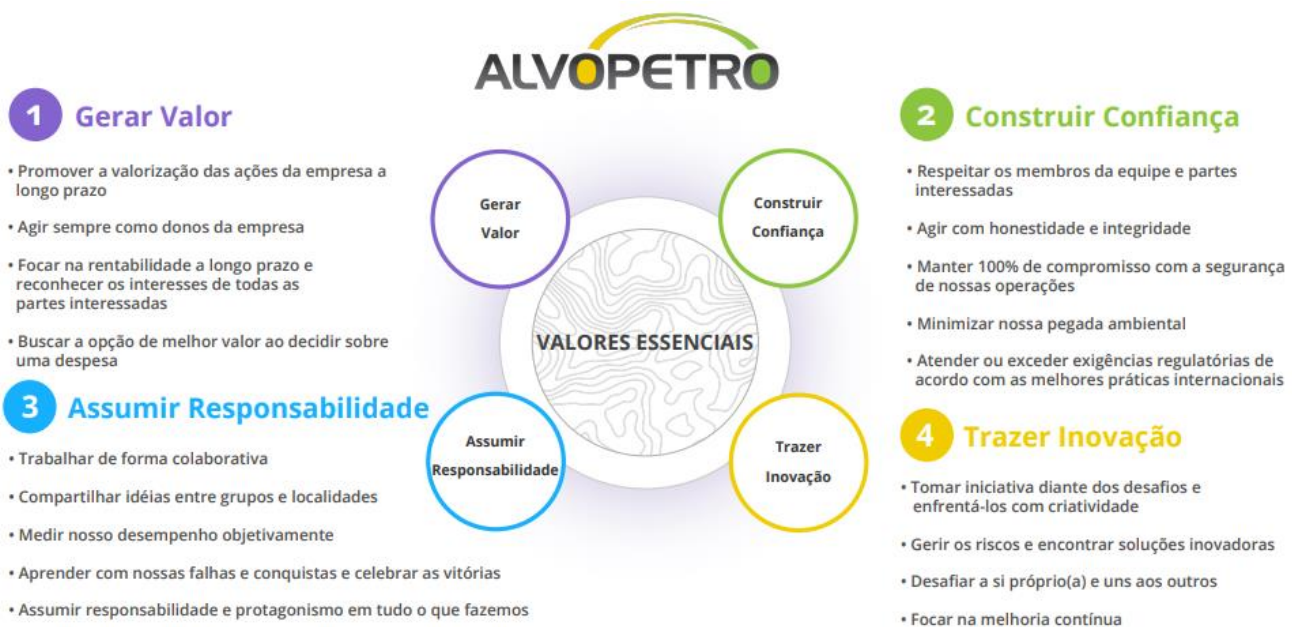 ALVOPETRO
1 Gerar Valor
• Promover a valorização das ações da empresa a
longo prazo
• Agir sempre como donos da empresa
• Focar na rentabilidade a longo prazo e
reconhecer os interesses de todas as
partes interessadas
• Buscar a opção de melhor valor ao decidir sobre
uma despesa
2 Construir Confiança
• Respeitar os membros da equipe e partes
interessadas
• Agir com honestidade e integridade
• Manter 100% de compromisso com a segurança
de nossas operações
• Minimizar nossa pegada ambiental
• Atender ou exceder exigências regulatórias de
acordo com as melhores práticas internacionais
Gerar
Valor
Construir
Confiança
VALORES ESSENCIAIS
Assumir
Responsabilidade
Trazer
Inovação
3 Assumir Responsabilidade
• Trabalhar de forma colaborativa
• Compartilhar idéias entre grupos e localidades
• Medir nosso desempenho objetivamente
• Aprender com nossas falhas e conquistas e celebrar as vitórias
• Assumir responsabilidade e protagonismo em tudo o que fazemos
4 Trazer Inovação
• Tomar iniciativa diante dos desafios e
enfrentá-los com criatividade
• Gerir os riscos e encontrar soluções inovadoras
• Desafiar a si próprio(a) e uns aos outros
• Focar na melhoria contínua